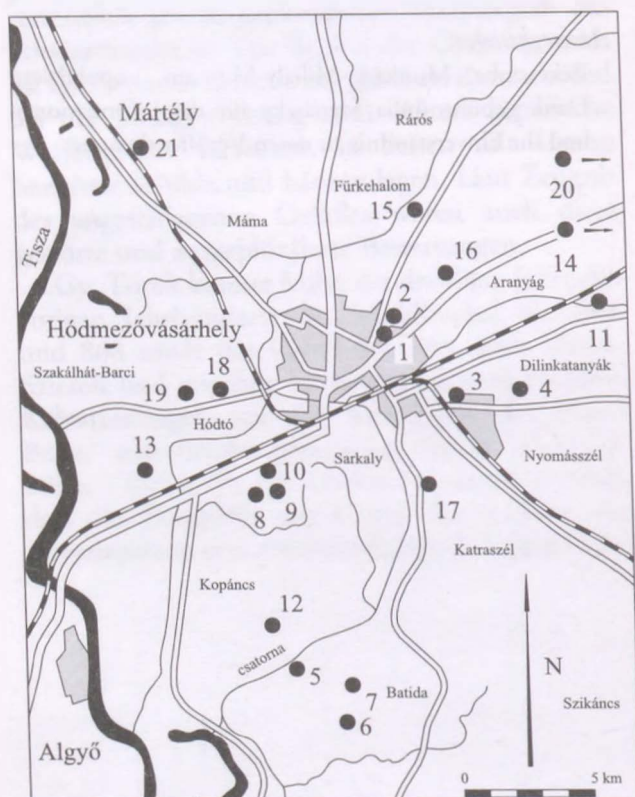 Rárós
Mártély
21
20
Fürkehalom
15
Máma
16
14
Tisza
Aranyág
2
Hódmezővásárhely
1
11
Szakálhát-Barci
18
19
3
4
Dilinkatanyák
Hódtó
13
10
Sarkaly
Nyomásszél
8
9
17
Kopáncs
Katraszél
12
csatorna
5
N
7
Batida
Szikáncs
6
Algyő
0
5 km